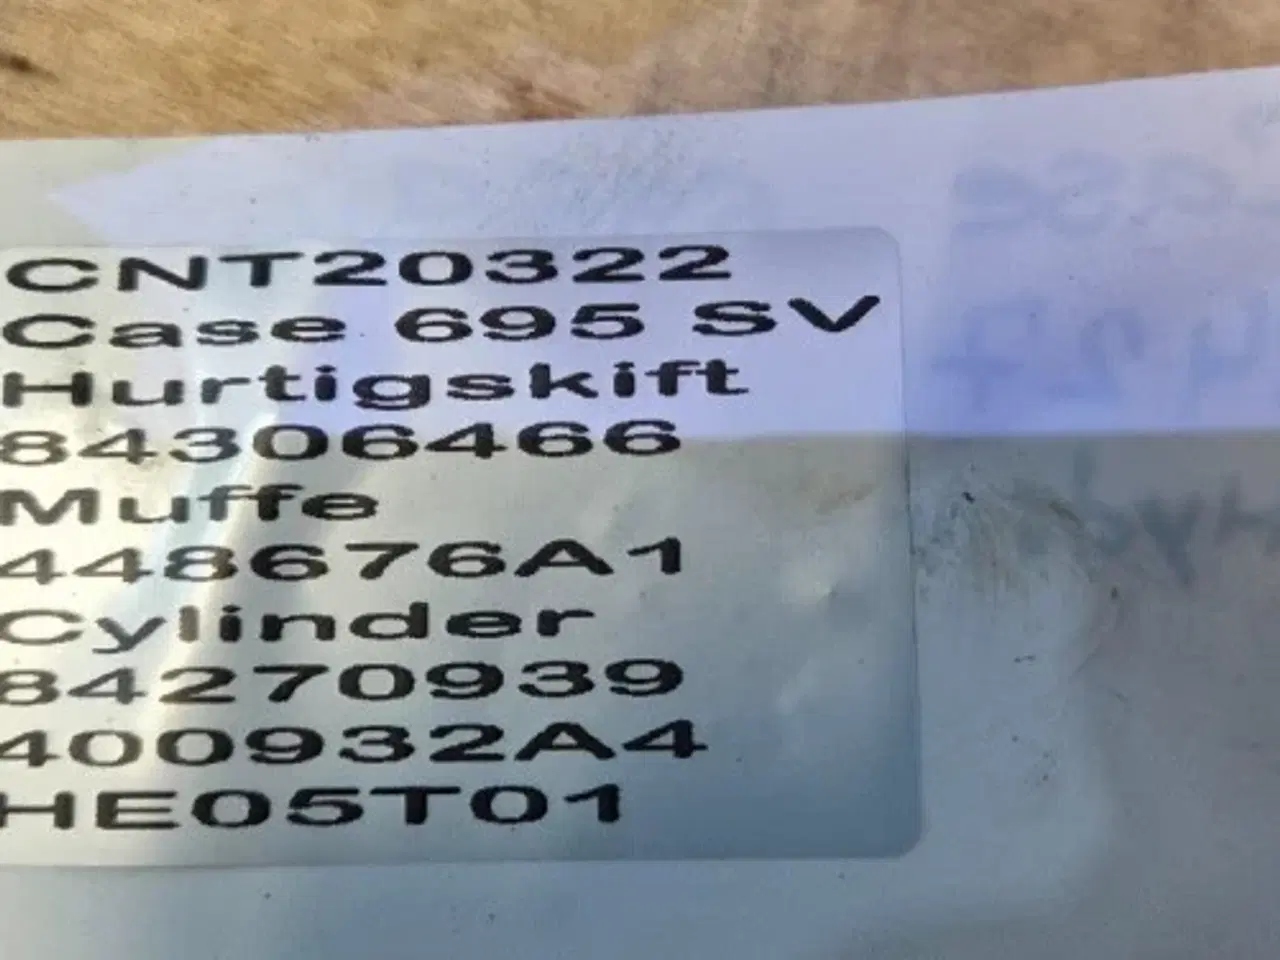 CNT20322
Case 695 SV
Hurtigskift
84306466
Muffe
448676A1
Cylinder
84270939
400932A4
HE05T01